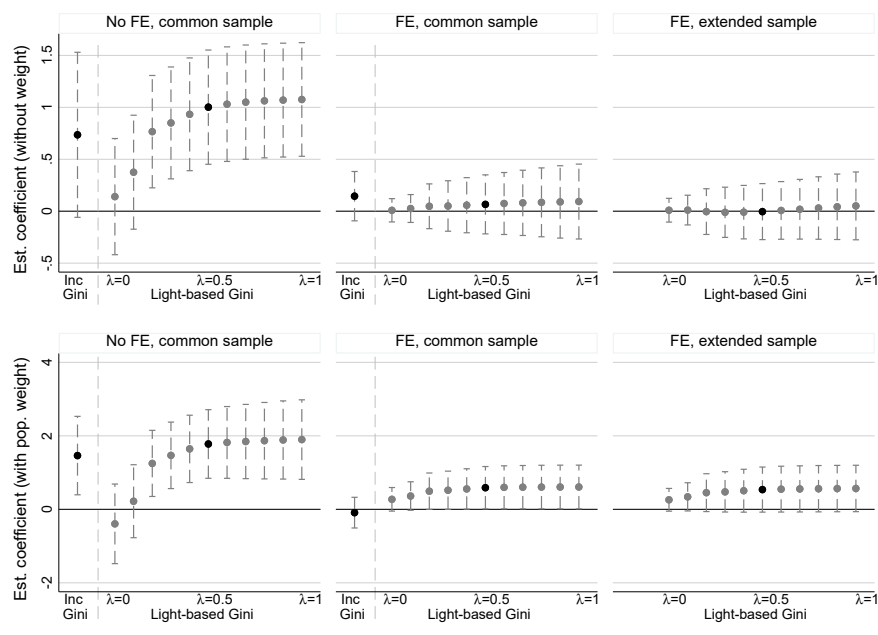 No FE, common sample
FE, common sample
FE, extended sample
Est. coefficient (without weight)
1.5
1
.5
0
-.5
Inc
Gini
λ=0
λ=0.5
λ=1
Light-based Gini
Inc
Gini
λ=0
λ=0.5
λ=1
Light-based Gini
λ=0
λ=0.5
λ=1
Light-based Gini
No FE, common sample
FE, common sample
FE, extended sample
Est. coefficient (with pop. weight)
4
2
0
-2
Inc
Gini
λ=0
λ=0.5
λ=1
Light-based Gini
Inc
Gini
λ=0
λ=0.5
λ=1
Light-based Gini
λ=0
λ=0.5
λ=1
Light-based Gini